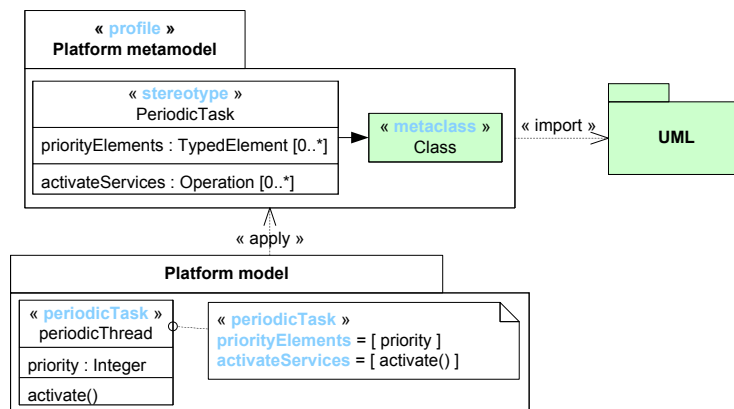 « profile »
Platform metamodel
« stereotype »
PeriodicTask
priorityElements : TypedElement [0..*]
activateServices : Operation [0..*]
« metaclass »
Class
« import »
UML
« apply »
Platform model
« periodicTask »
periodicThread
priority : Integer
activate()
« periodicTask »
priorityElements = [ priority ]
activateServices = [ activate() ]